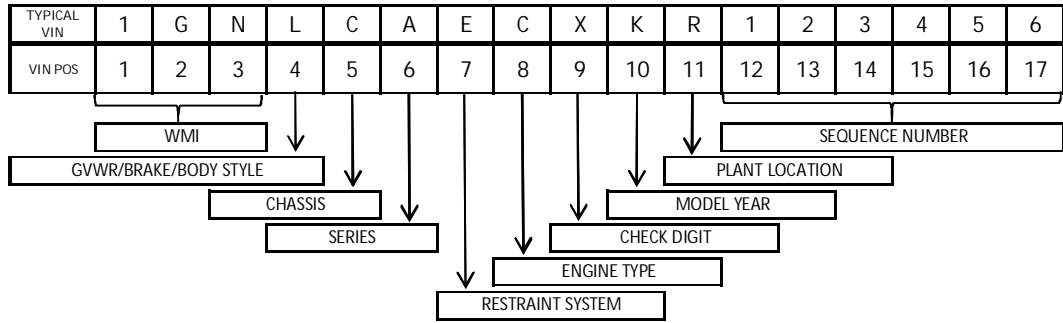 TYPICAL VIN 1 G N L C A E C X K R 1 2 3 4 5 6
VIN POS 1 2 3 4 5 6 7 8 9 10 11 12 13 14 15 16 17
WMI SEQUENCE NUMBER
GVWR/BRAKE/BODY STYLE PLANT LOCATION
CHASSIS MODEL YEAR
SERIES CHECK DIGIT
ENGINE TYPE
RESTRAINT SYSTEM